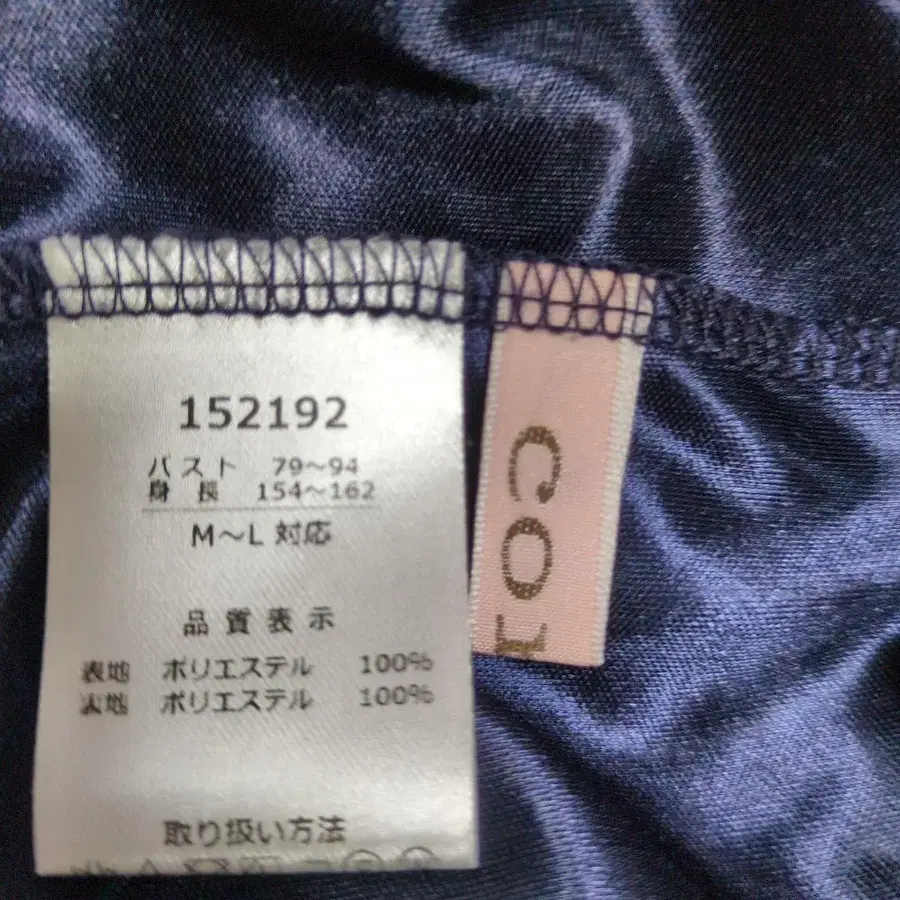 152192
バスト 79～94
身長 154～162
M～L 対応
品質表示
表地 ポリエステル 100%
裏地 ポリエステル 100%
取り扱い方法
CO